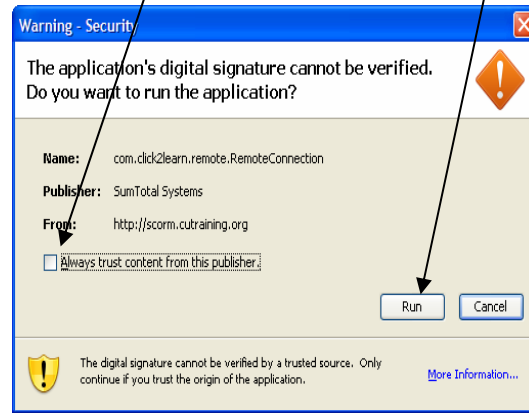 Warning - Security
The application's digital signature cannot be verified.
Do you want to run the application?
Name: com.click2learn.remote.RemoteConnection
Publisher: SumTotal Systems
From: http://scorm.cutraining.org
Always trust content from this publisher.
Run Cancel
The digital signature cannot be verified by a trusted source. Only
continue if you trust the origin of the application.
More Information...